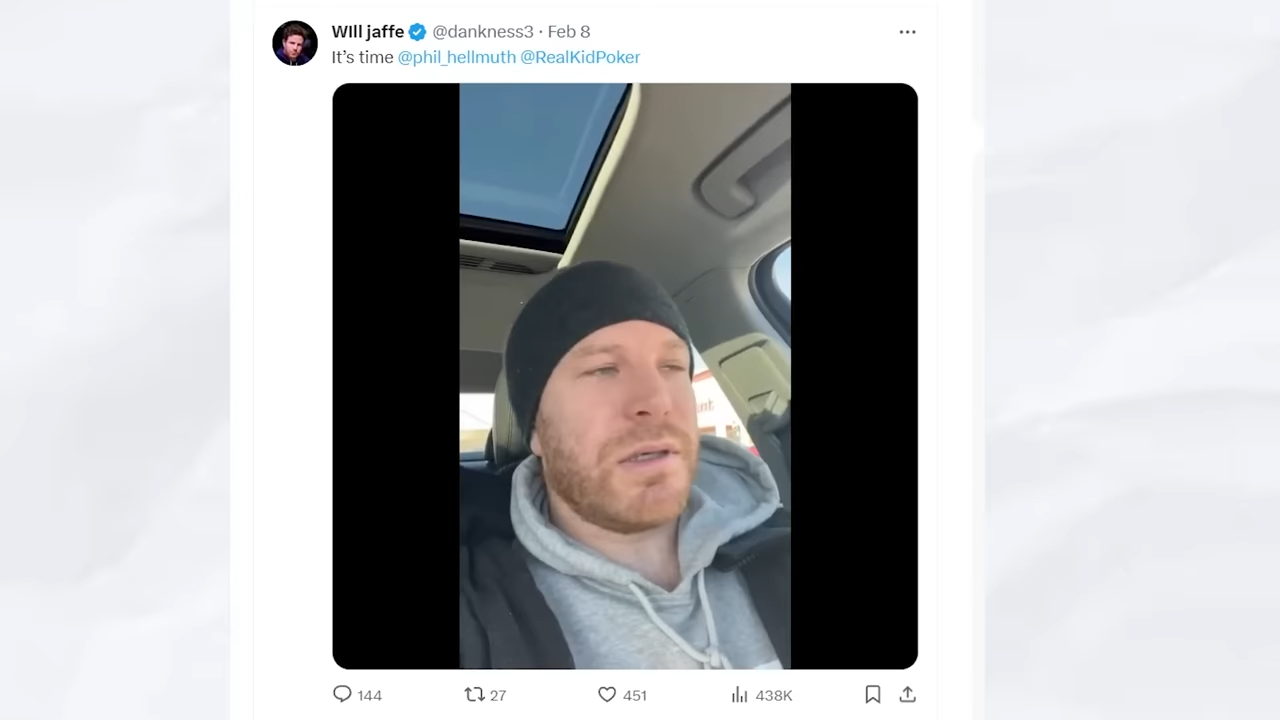 WIll jaffe @dankness3 · Feb 8
It's time @phil_hellmuth @RealKidPoker
144 27 451 438K